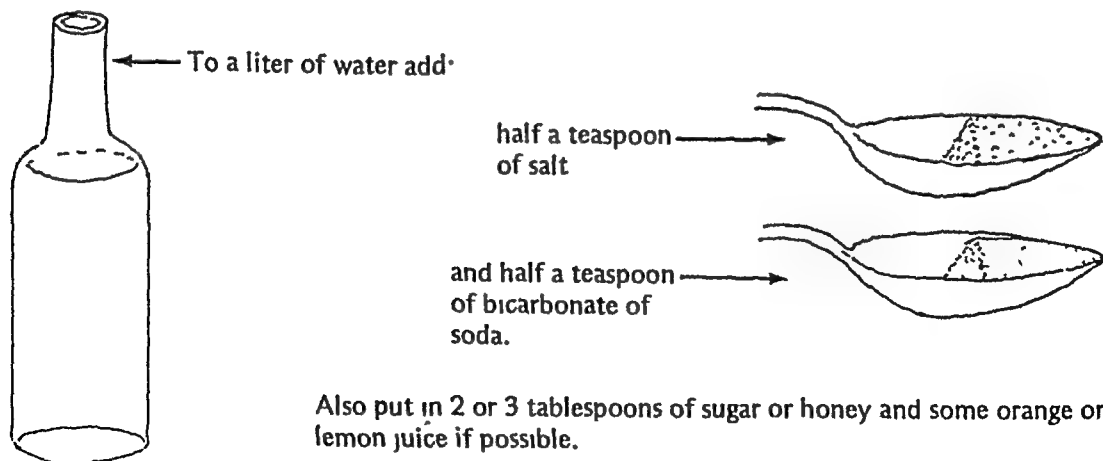 To a liter of water add·
half a teaspoon
of salt
and half a teaspoon
of bicarbonate of
soda.
Also put in 2 or 3 tablespoons of sugar or honey and some orange or
lemon juice if possible.